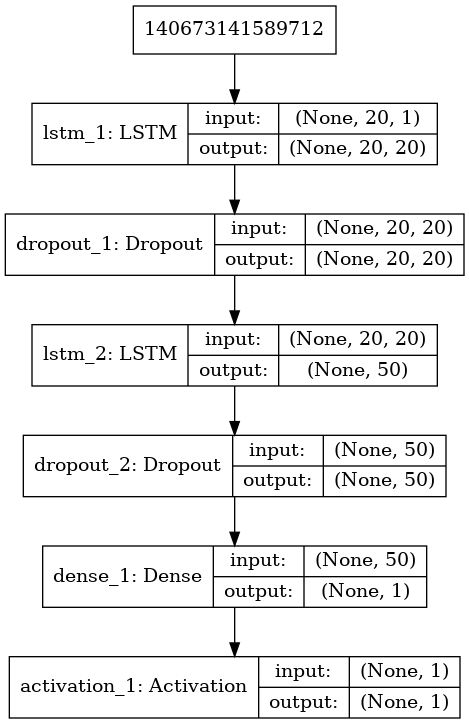 140673141589712
lstm_1: LSTM
input:
(None, 20, 1)
output:
(None, 20, 20)
dropout_1: Dropout
input:
(None, 20, 20)
output:
(None, 20, 20)
lstm_2: LSTM
input:
(None, 20, 20)
output:
(None, 50)
dropout_2: Dropout
input:
(None, 50)
output:
(None, 50)
dense_1: Dense
input:
(None, 50)
output:
(None, 1)
activation_1: Activation
input:
(None, 1)
output:
(None, 1)